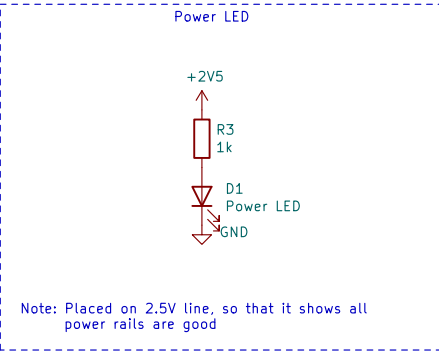 Power LED
+2V5
R3
1k
D1
Power LED
GND
Note: Placed on 2.5V line, so that it shows all
power rails are good